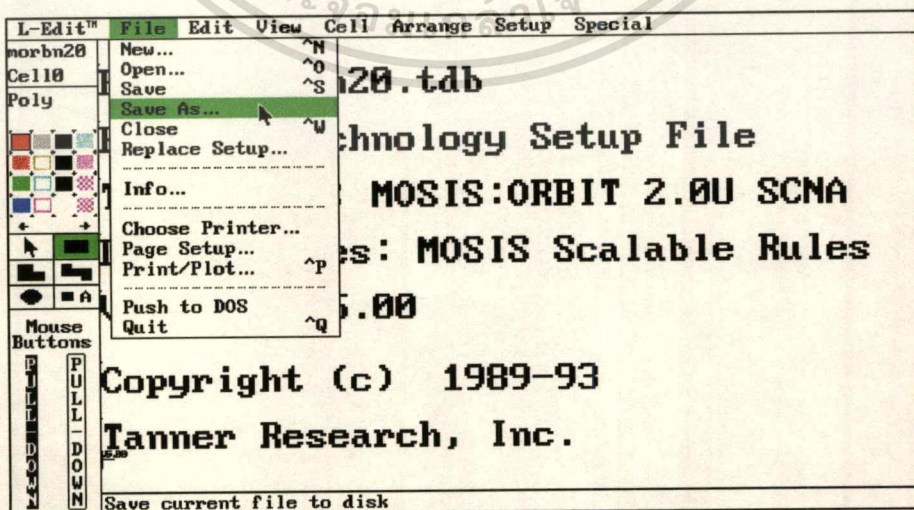 L-Edit™ File Edit View Cell Arrange Setup Special
morbn20
Cell0
Poly
New... ^N
Open... ^O
Save ^S
Save As...
Close ^W
Replace Setup...
Info...
Choose Printer...
Page Setup...
Print/Plot... ^P
Push to DOS
Quit ^Q
n20.tdb
chnology Setup File
: MOSIS:ORBIT 2.0U SCNA
es: MOSIS Scalable Rules
5.00
Copyright (c) 1989-93
Tanner Research, Inc.
A
Mouse
Buttons
PULL-DOWN
PULL-DOWN
Save current file to disk